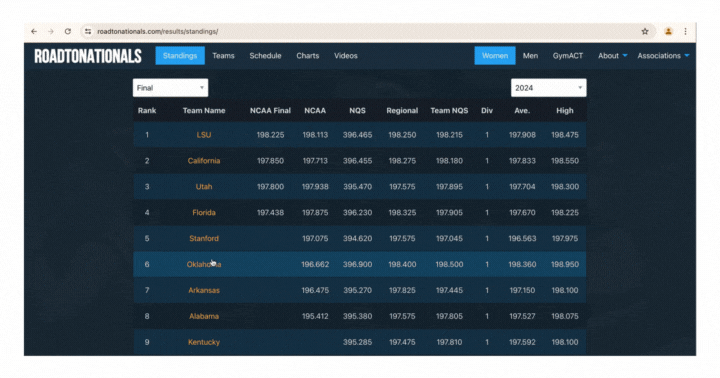 roadtonationals.com/results/standings/
ROADTONATIONALS Standings Teams Schedule Charts Videos Women Men GymACT About Associations
Final 2024
Rank Team Name NCAA Final NCAA NQS Regional Team NQS Div Ave. High
1 LSU 198.225 198.113 396.465 198.250 198.215 1 197.908 198.475
2 California 197.850 197.713 396.455 198.275 198.180 1 197.833 198.550
3 Utah 197.800 197.938 395.470 197.575 197.895 1 197.704 198.300
4 Florida 197.438 197.875 396.230 198.325 197.905 1 197.670 198.225
5 Stanford 197.075 394.620 197.575 197.045 1 196.563 197.975
6 Oklahoma 196.662 396.900 198.400 198.500 1 198.360 198.950
7 Arkansas 196.475 395.270 197.825 197.445 1 197.150 198.100
8 Alabama 195.412 395.380 197.575 197.805 1 197.527 198.075
9 Kentucky 395.285 197.475 197.810 1 197.592 198.100